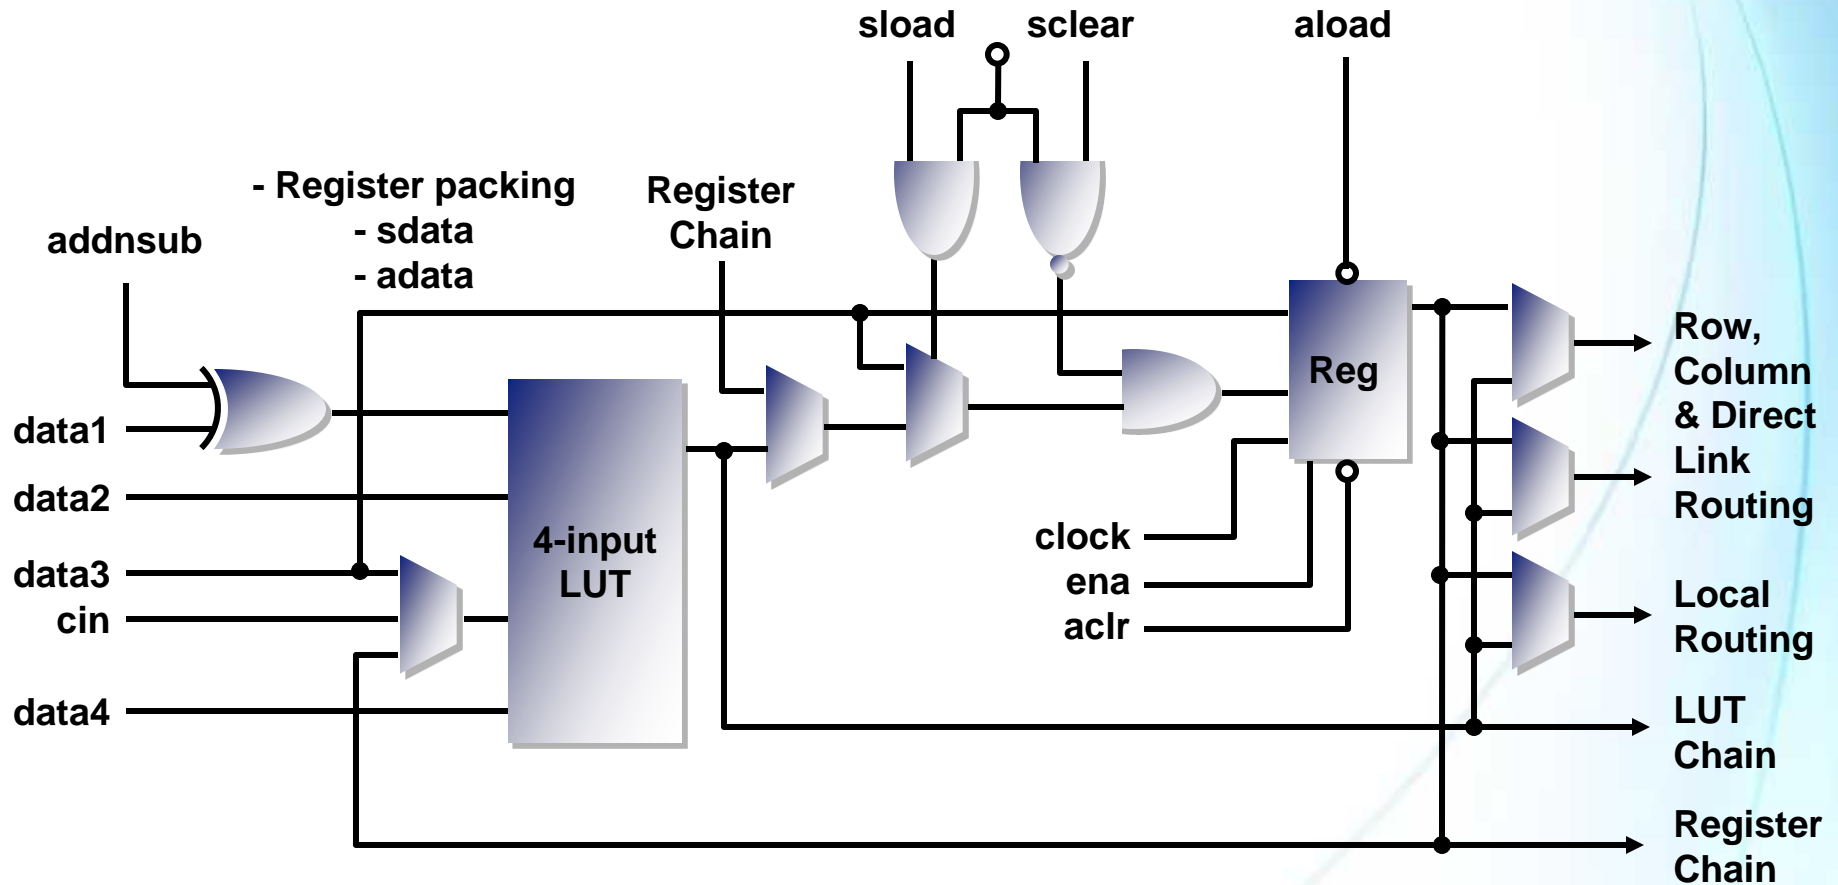 sload
sclear
aload
- Register packing
- sdata
- adata
Register
Chain
addnsub
data1
data2
data3
cin
data4
4-input
LUT
Reg
clock
ena
aclr
Row,
Column
& Direct
Link
Routing
Local
Routing
LUT
Chain
Register
Chain